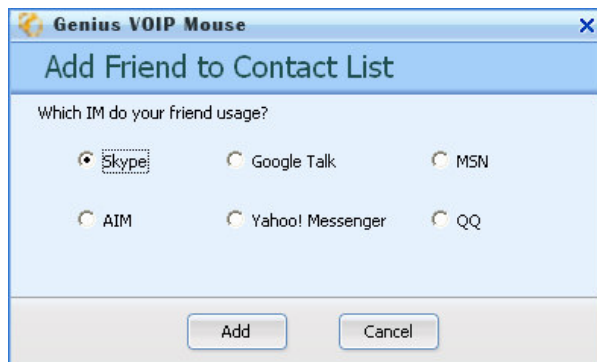 Genius VOIP Mouse
Add Friend to Contact List
Which IM do your friend usage?
Skype Google Talk MSN
AIM Yahoo! Messenger QQ
Add Cancel